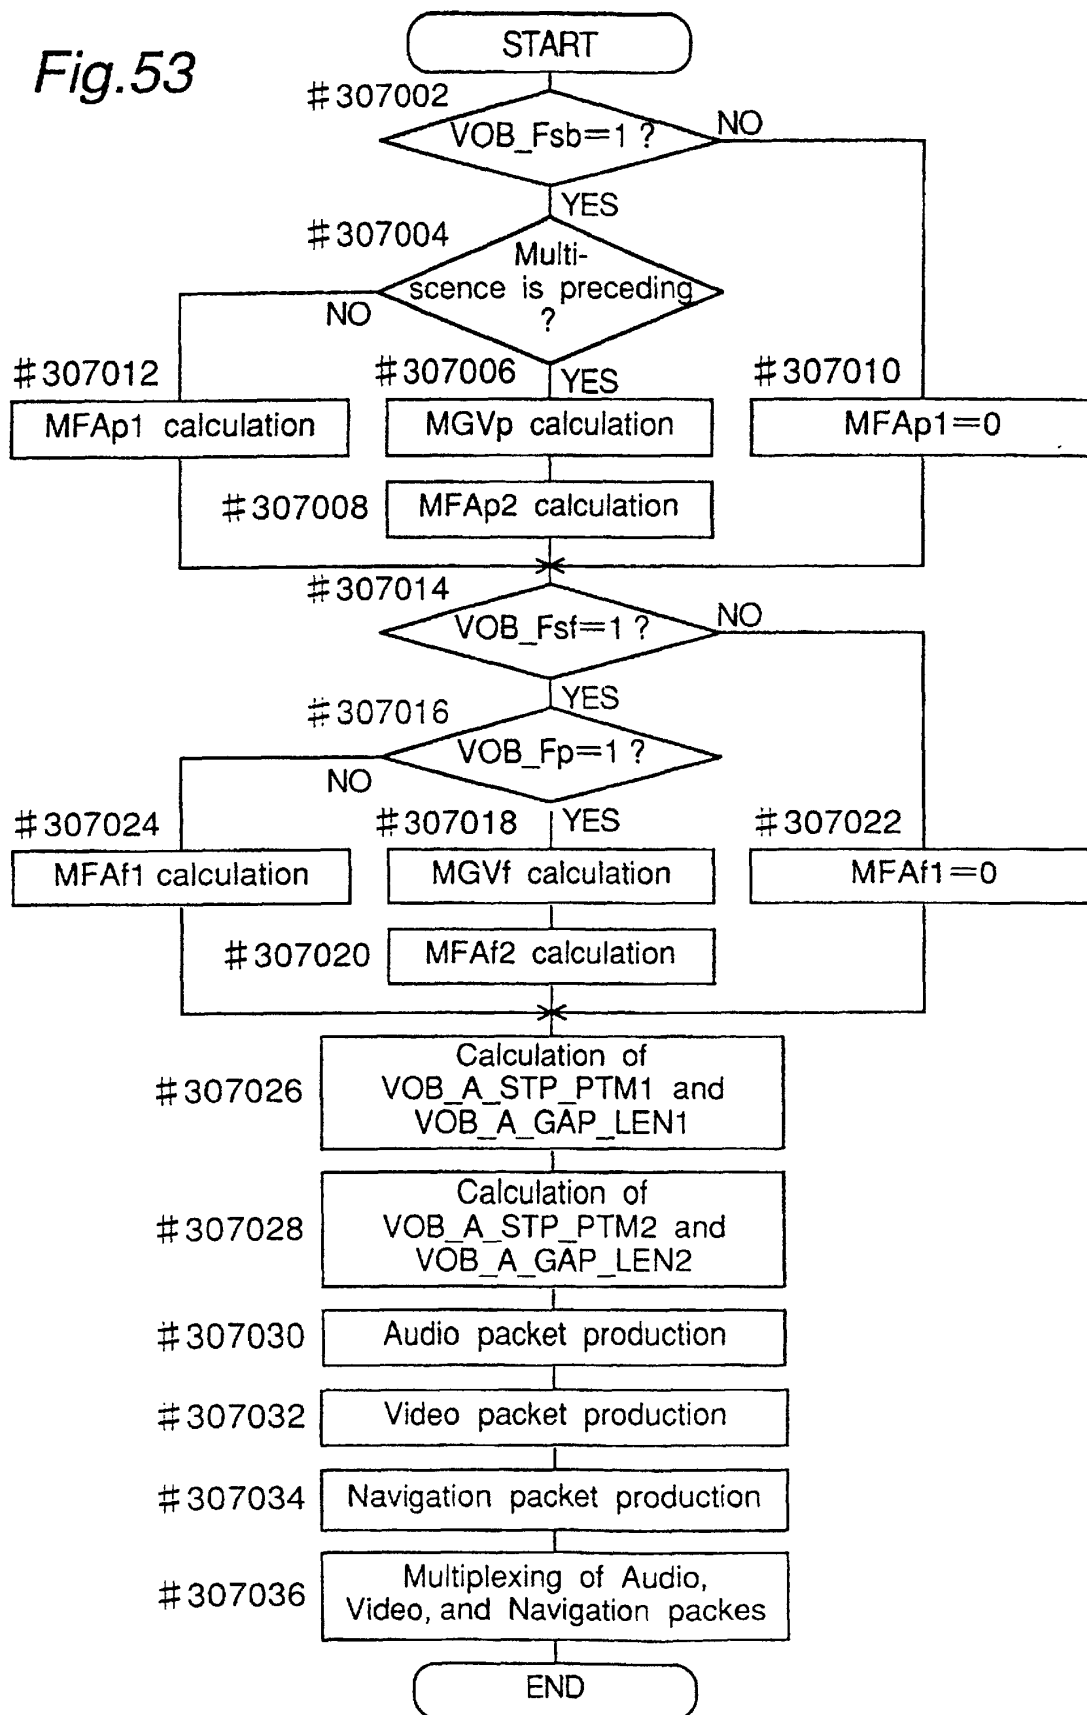 Fig.53
START
#307002
VOB_Fsb=1 ?
NO
YES
#307004
Multi-
scence is preceding
?
NO
YES
#307012
#307006
#307010
MFAp1 calculation
MGVp calculation
MFAp1=0
#307008
MFAp2 calculation
#307014
VOB_Fsf=1 ?
NO
YES
#307016
VOB_Fp=1 ?
NO
YES
#307024
#307018
#307022
MFAf1 calculation
MGVf calculation
MFAf1=0
#307020
MFAf2 calculation
#307026
Calculation of
VOB_A_STP_PTM1 and
VOB_A_GAP_LEN1
#307028
Calculation of
VOB_A_STP_PTM2 and
VOB_A_GAP_LEN2
#307030
Audio packet production
#307032
Video packet production
#307034
Navigation packet production
#307036
Multiplexing of Audio,
Video, and Navigation packes
END